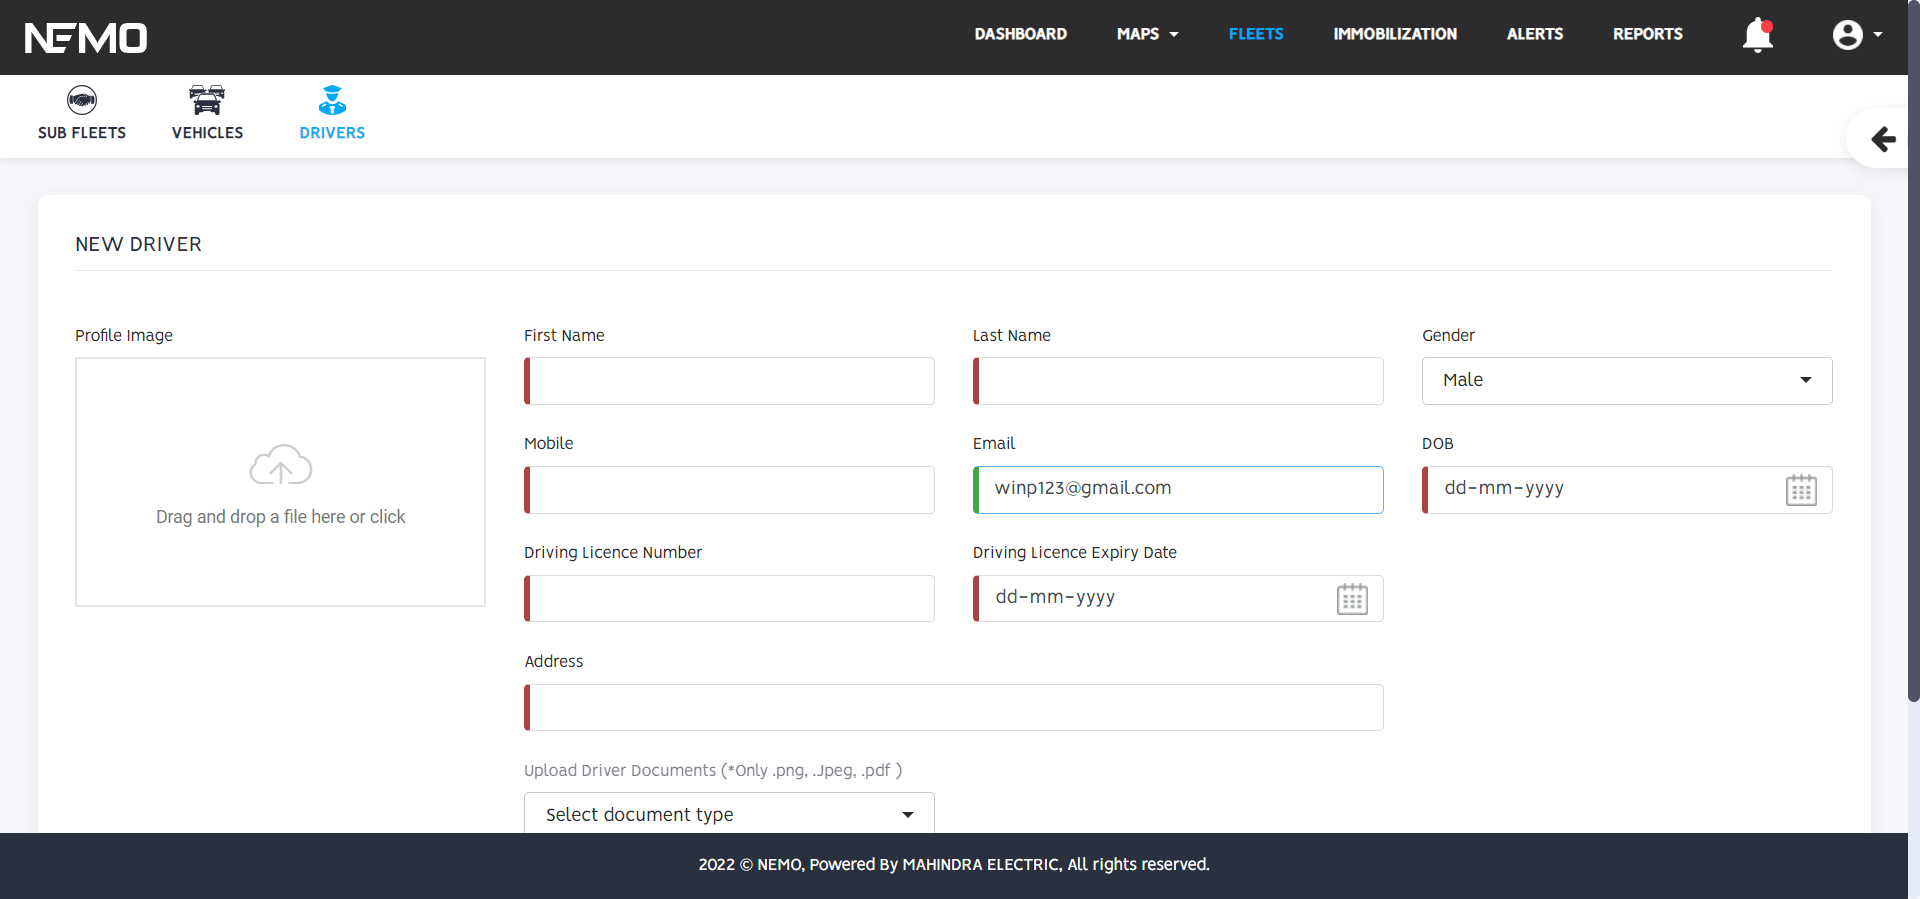 NEMO
DASHBOARD MAPS FLEETS IMMOBILIZATION ALERTS REPORTS
SUB FLEETS VEHICLES DRIVERS
NEW DRIVER
Profile Image First Name Last Name Gender
Male
Mobile Email DOB
winp123@gmail.com dd-mm-yyyy
Drag and drop a file here or click
Driving Licence Number Driving Licence Expiry Date
dd-mm-yyyy
Address
Upload Driver Documents (*Only .png, .Jpeg, .pdf )
Select document type
2022 © NEMO, Powered By MAHINDRA ELECTRIC, All rights reserved.